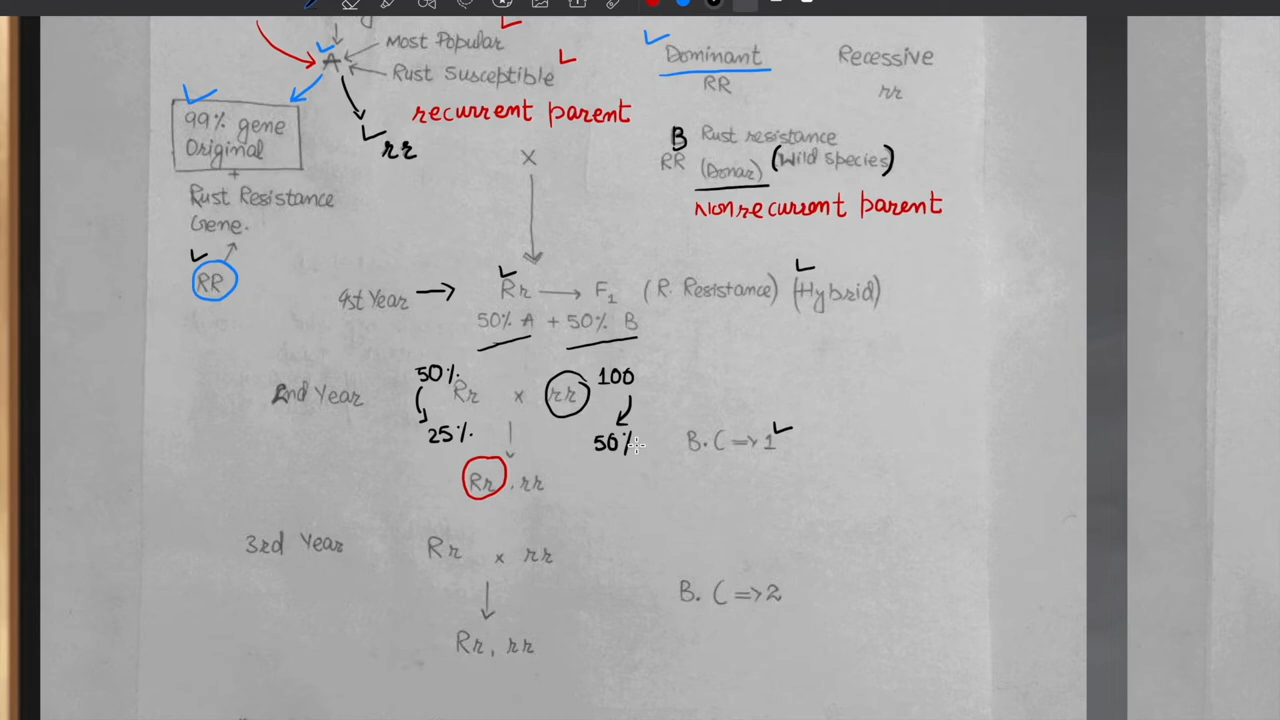 Most Popular
A
Rust Susceptible
Dominant
Recessive
RR
rr
recurrent parent
99% gene
Original
rr
B Rust resistance
RR (Donar) (Wild species)
X
+
Rust Resistance
Gene.
Nonrecurrent parent
RR
1st Year → Rr → F1 (R. Resistance) (Hybrid)
50% A + 50% B
50% 100
2nd Year Rr x rr
25% 50%
B. C => 1
Rr, rr
3rd Year Rr x rr
B. C => 2
Rr, rr